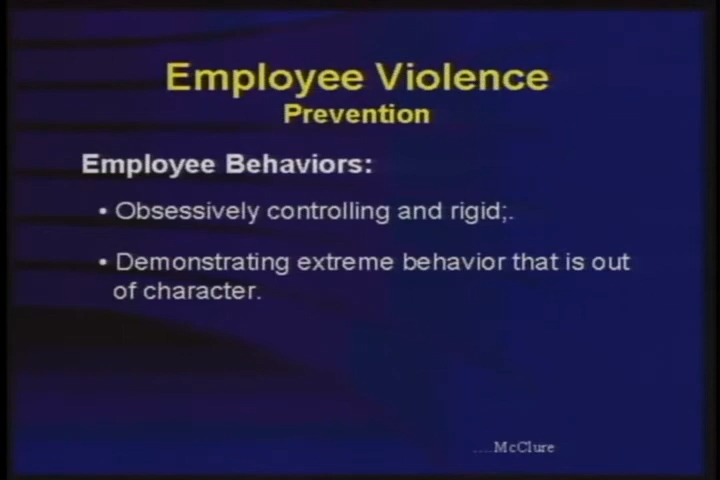 Employee Violence
Prevention
Employee Behaviors:
• Obsessively controlling and rigid;.
• Demonstrating extreme behavior that is out
of character.
....McClure